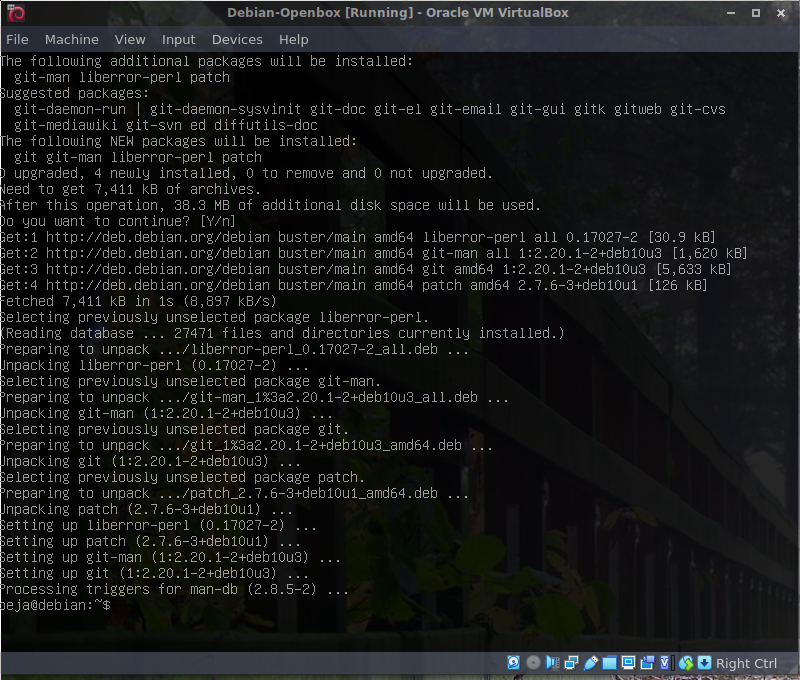 Debian-Openbox [Running] - Oracle VM VirtualBox
File Machine View Input Devices Help
The following additional packages will be installed:
  git-man liberror-perl patch
Suggested packages:
  git-daemon-run | git-daemon-sysvinit git-doc git-el git-email git-gui gitk gitweb git-cvs
  git-mediawiki git-svn ed diffutils-doc
The following NEW packages will be installed:
  git git-man liberror-perl patch
0 upgraded, 4 newly installed, 0 to remove and 0 not upgraded.
Need to get 7,411 kB of archives.
After this operation, 38.3 MB of additional disk space will be used.
Do you want to continue? [Y/n]
Get:1 http://deb.debian.org/debian buster/main amd64 liberror-perl all 0.17027-2 [30.9 kB]
Get:2 http://deb.debian.org/debian buster/main amd64 git-man all 1:2.20.1-2+deb10u3 [1,620 kB]
Get:3 http://deb.debian.org/debian buster/main amd64 git amd64 1:2.20.1-2+deb10u3 [5,633 kB]
Get:4 http://deb.debian.org/debian buster/main amd64 patch amd64 2.7.6-3+deb10u1 [126 kB]
Fetched 7,411 kB in 1s (8,897 kB/s)
Selecting previously unselected package liberror-perl.
(Reading database ... 27471 files and directories currently installed.)
Preparing to unpack .../liberror-perl_0.17027-2_all.deb ...
Unpacking liberror-perl (0.17027-2) ...
Selecting previously unselected package git-man.
Preparing to unpack .../git-man_1%3a2.20.1-2+deb10u3_all.deb ...
Unpacking git-man (1:2.20.1-2+deb10u3) ...
Selecting previously unselected package git.
Preparing to unpack .../git_1%3a2.20.1-2+deb10u3_amd64.deb ...
Unpacking git (1:2.20.1-2+deb10u3) ...
Selecting previously unselected package patch.
Preparing to unpack .../patch_2.7.6-3+deb10u1_amd64.deb ...
Unpacking patch (2.7.6-3+deb10u1) ...
Setting up liberror-perl (0.17027-2) ...
Setting up patch (2.7.6-3+deb10u1) ...
Setting up git-man (1:2.20.1-2+deb10u3) ...
Setting up git (1:2.20.1-2+deb10u3) ...
Processing triggers for man-db (2.8.5-2) ...
beja@debian:~$
Right Ctrl